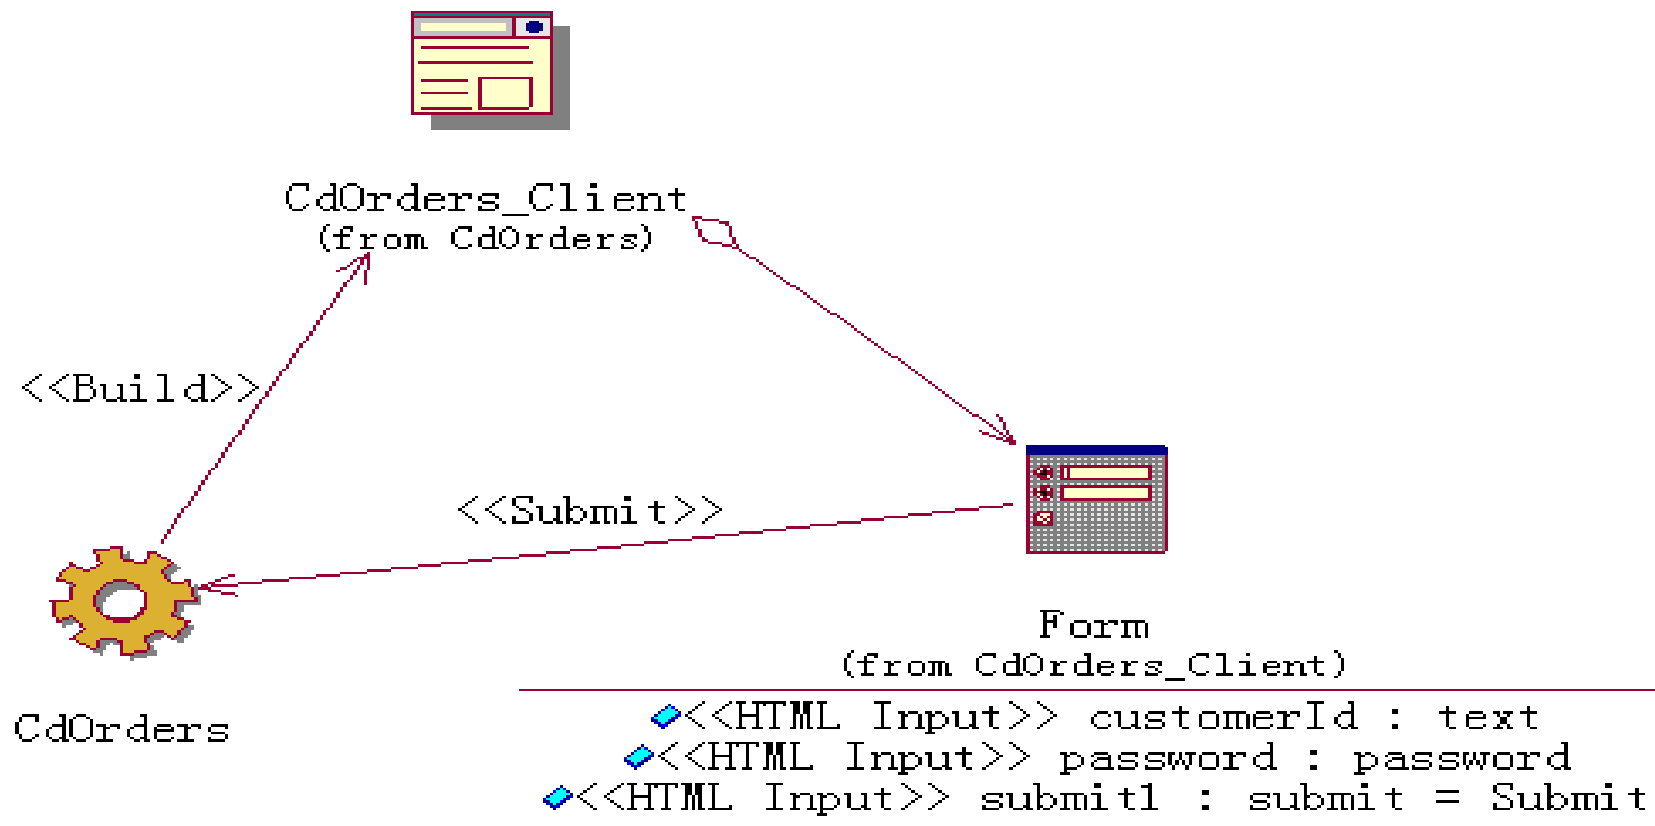 CdOrders_Client
(from CdOrders)
<<Build>>
<<Submit>>
Form
(from CdOrders_Client)
CdOrders
<<HTML Input>> customerId : text
<<HTML Input>> password : password
<<HTML Input>> submit1 : submit = Submit